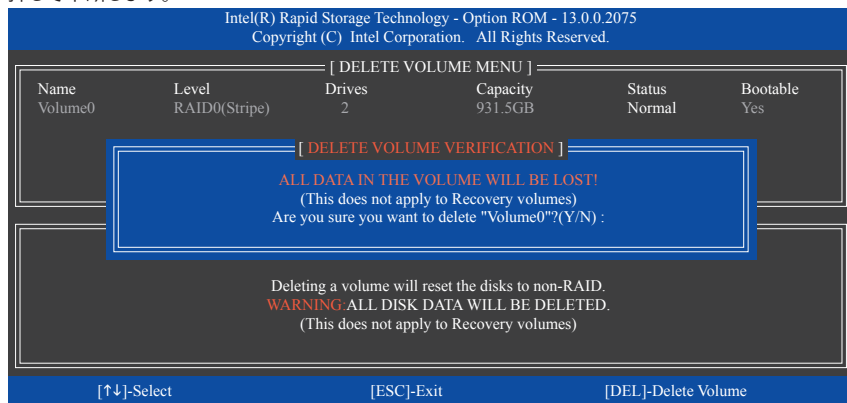 Intel(R) Rapid Storage Technology - Option ROM - 13.0.0.2075
Copyright (C) Intel Corporation. All Rights Reserved.
[ DELETE VOLUME MENU ]
Name Level Drives Capacity Status Bootable
Volume0 RAID0(Stripe) 2 931.5GB Normal Yes
[ DELETE VOLUME VERIFICATION ]
ALL DATA IN THE VOLUME WILL BE LOST!
(This does not apply to Recovery volumes)
Are you sure you want to delete "Volume0"?(Y/N) :
Deleting a volume will reset the disks to non-RAID.
WARNING:ALL DISK DATA WILL BE DELETED.
(This does not apply to Recovery volumes)
[↑↓]-Select [ESC]-Exit [DEL]-Delete Volume